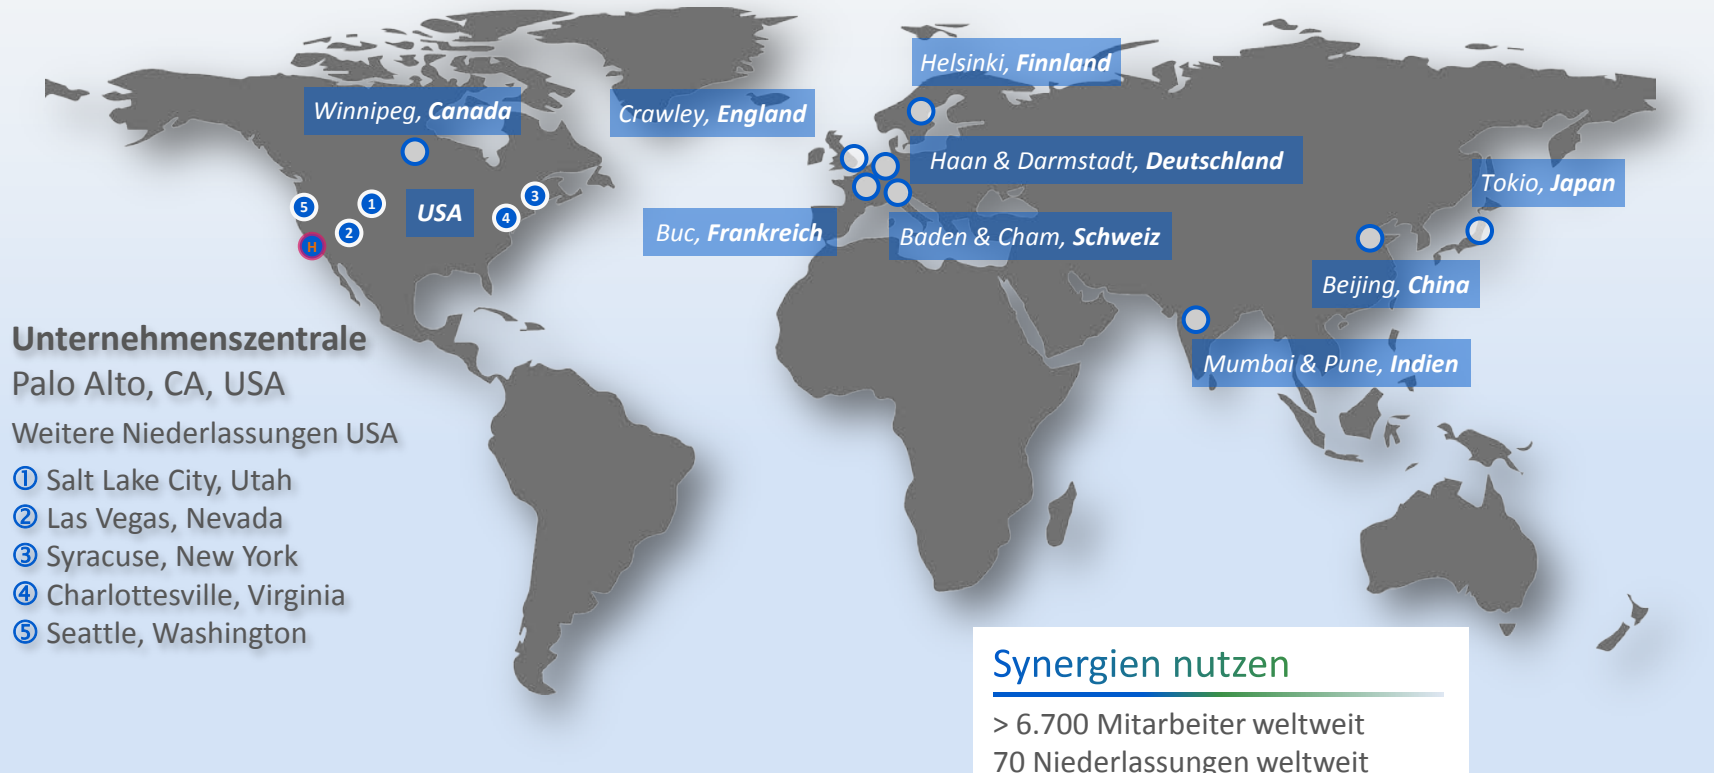 Helsinki, Finnland
Winnipeg, Canada
Crawley, England
Haan & Darmstadt, Deutschland
Tokio, Japan
USA
Buc, Frankreich
Baden & Cham, Schweiz
Beijing, China
Mumbai & Pune, Indien
5
1
2
3
4
H
Unternehmenszentrale
Palo Alto, CA, USA
Weitere Niederlassungen USA
① Salt Lake City, Utah
② Las Vegas, Nevada
③ Syracuse, New York
④ Charlottesville, Virginia
⑤ Seattle, Washington
Synergien nutzen
> 6.700 Mitarbeiter weltweit
70 Niederlassungen weltweit